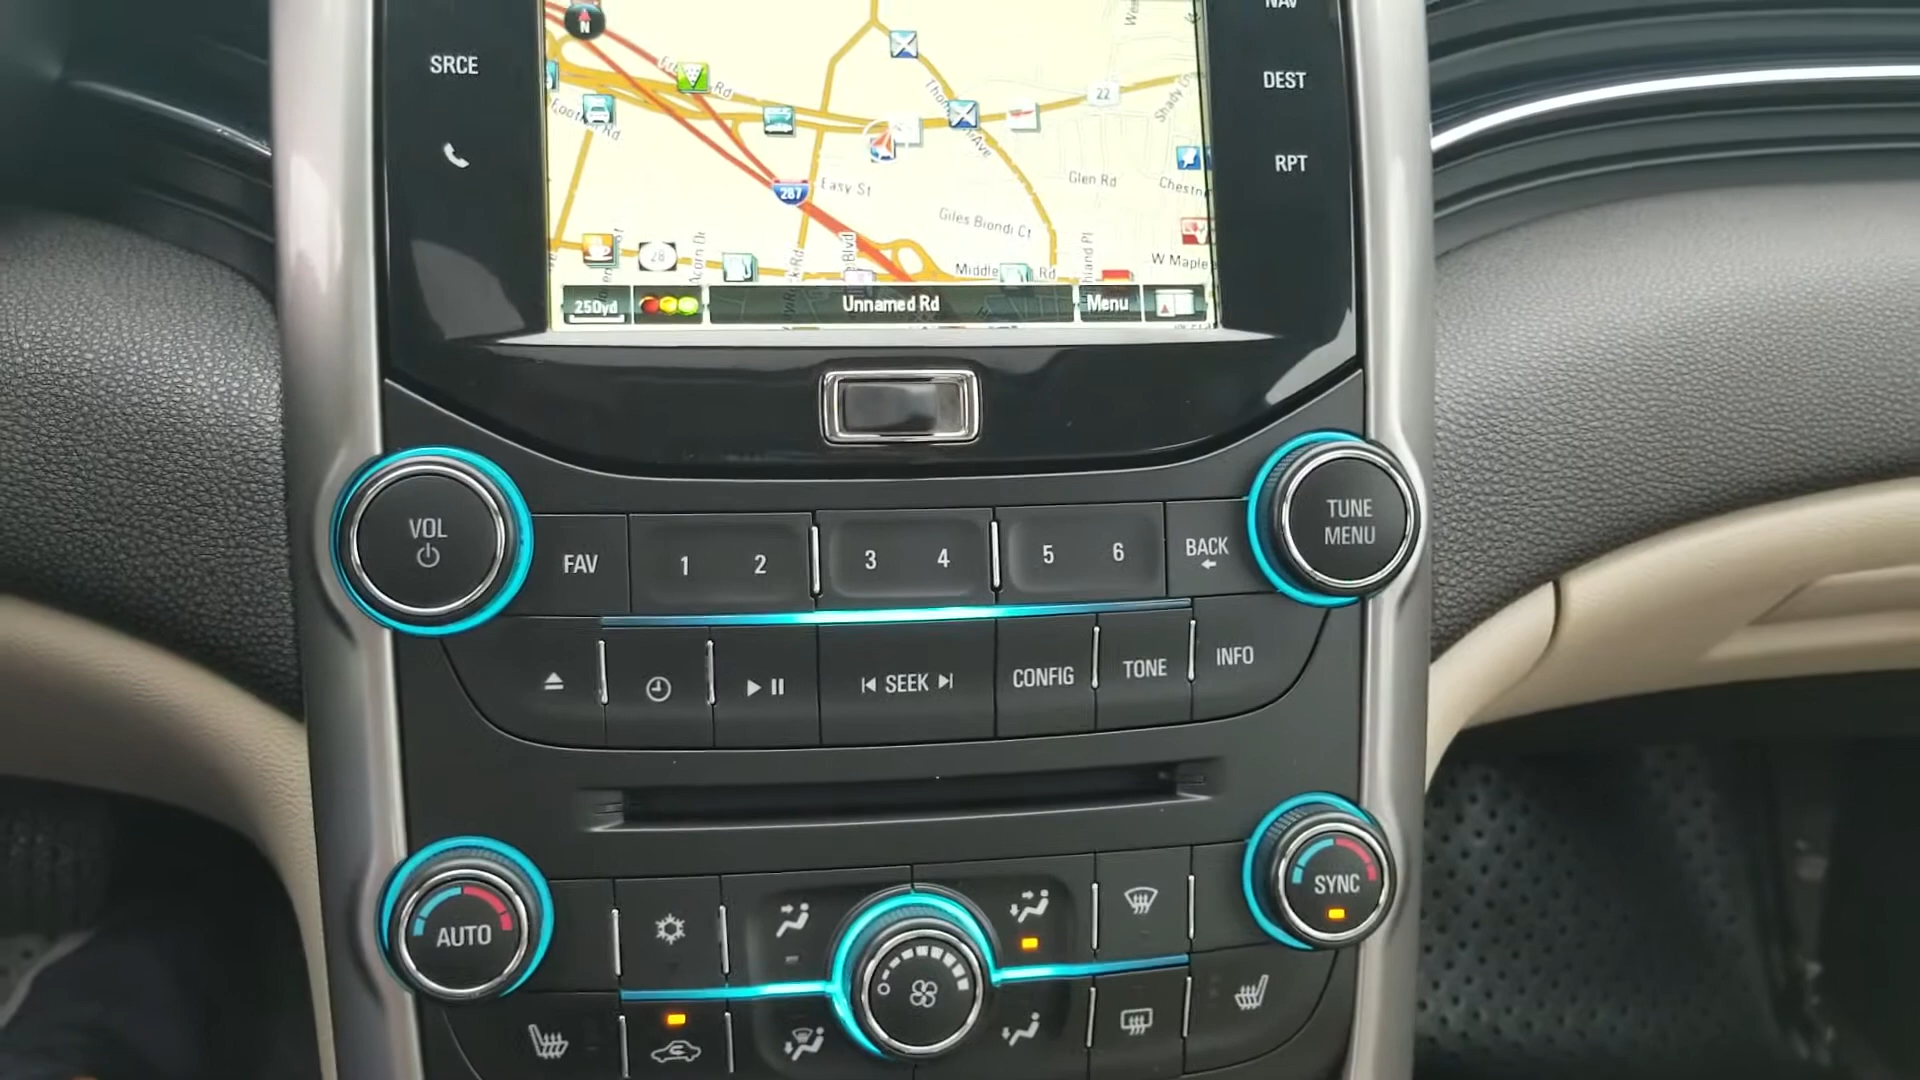 NAV
SRCE
DEST
RPT
N
Rd
22
Rd
287
Easy St
Glen Rd
Giles Biondi Ct
28
Middle
Rd
W Maple
250yd
Unnamed Rd
Menu
VOL
TUNE
MENU
FAV
1
2
3
4
5
6
BACK
SEEK
CONFIG
TONE
INFO
AUTO
SYNC